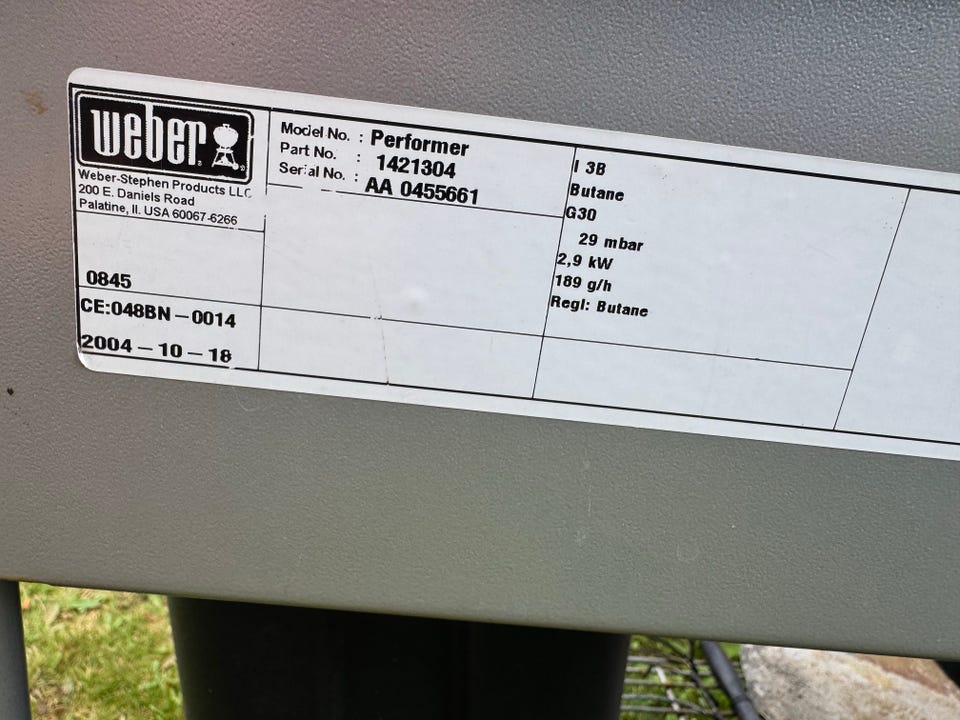 weber
Weber-Stephen Products LLC
200 E. Daniels Road
Palatine, Il. USA 60067-6266
0845
CE:048BN-0014
2004-10-18
Model No. : Performer
Part No. : 1421304
Serial No. : AA 0455661
I 3B
Butane
G30
29 mbar
2,9 kW
189 g/h
Regl: Butane